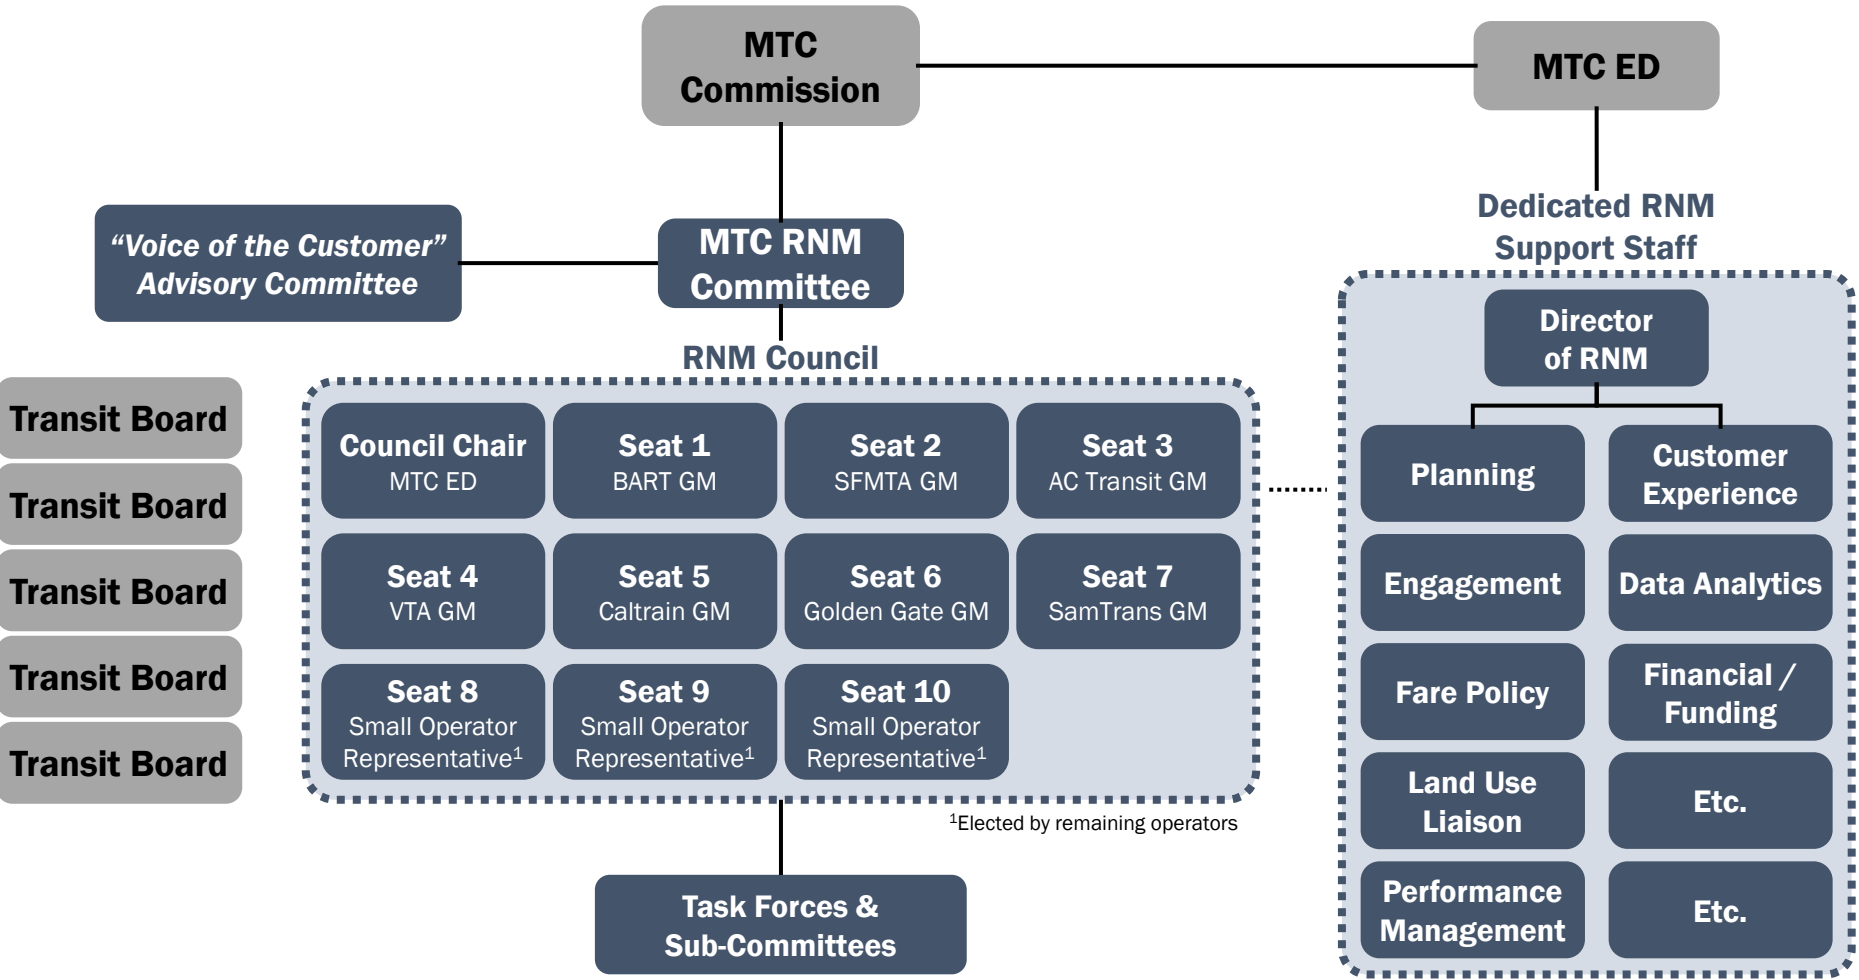 MTC
Commission
MTC ED
“Voice of the Customer”
Advisory Committee
MTC RNM
Committee
RNM Council
Transit Board
Transit Board
Transit Board
Transit Board
Transit Board
Council Chair
MTC ED
Seat 1
BART GM
Seat 2
SFMTA GM
Seat 3
AC Transit GM
Seat 4
VTA GM
Seat 5
Caltrain GM
Seat 6
Golden Gate GM
Seat 7
SamTrans GM
Seat 8
Small Operator
Representative¹
Seat 9
Small Operator
Representative¹
Seat 10
Small Operator
Representative¹
¹Elected by remaining operators
Task Forces &
Sub-Committees
Dedicated RNM
Support Staff
Director
of RNM
Planning
Customer
Experience
Engagement
Data Analytics
Fare Policy
Financial /
Funding
Land Use
Liaison
Etc.
Performance
Management
Etc.